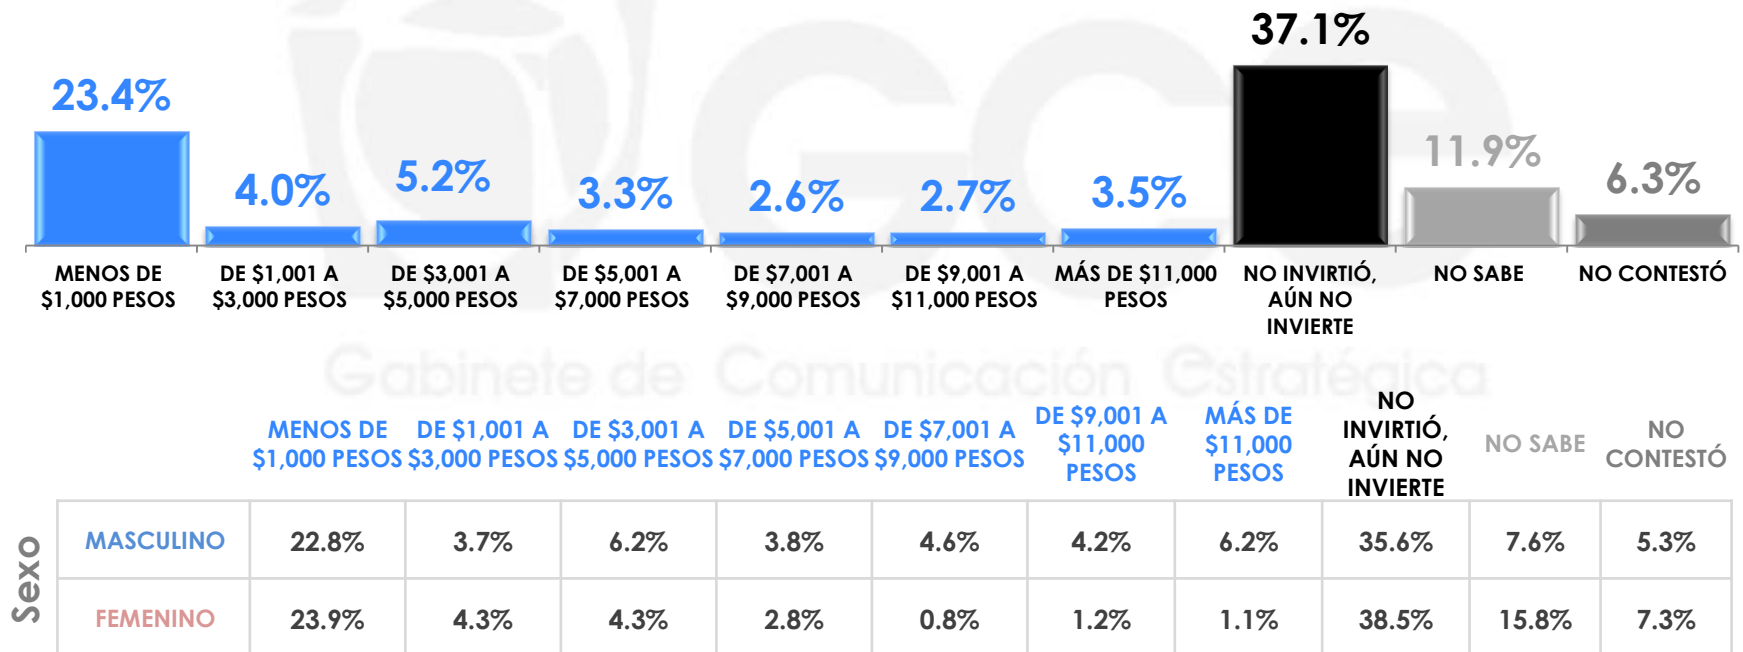 37.1%
23.4%
11.9%
4.0%
5.2%
3.3%
2.6%
2.7%
3.5%
6.3%
MENOS DE
$1,000 PESOS
DE $1,001 A
$3,000 PESOS
DE $3,001 A
$5,000 PESOS
DE $5,001 A
$7,000 PESOS
DE $7,001 A
$9,000 PESOS
DE $9,001 A
$11,000 PESOS
MÁS DE $11,000
PESOS
NO INVIRTIÓ,
AÚN NO
INVIERTE
NO SABE
NO CONTESTÓ
gce
Gabinete de Comunicación Estratégica
MENOS DE
$1,000 PESOS
DE $1,001 A
$3,000 PESOS
DE $3,001 A
$5,000 PESOS
DE $5,001 A
$7,000 PESOS
DE $7,001 A
$9,000 PESOS
DE $9,001 A
$11,000
PESOS
MÁS DE
$11,000
PESOS
NO
INVIRTIÓ,
AÚN NO
INVIERTE
NO SABE
NO
CONTESTÓ
Sexo
MASCULINO 22.8% 3.7% 6.2% 3.8% 4.6% 4.2% 6.2% 35.6% 7.6% 5.3%
FEMENINO 23.9% 4.3% 4.3% 2.8% 0.8% 1.2% 1.1% 38.5% 15.8% 7.3%